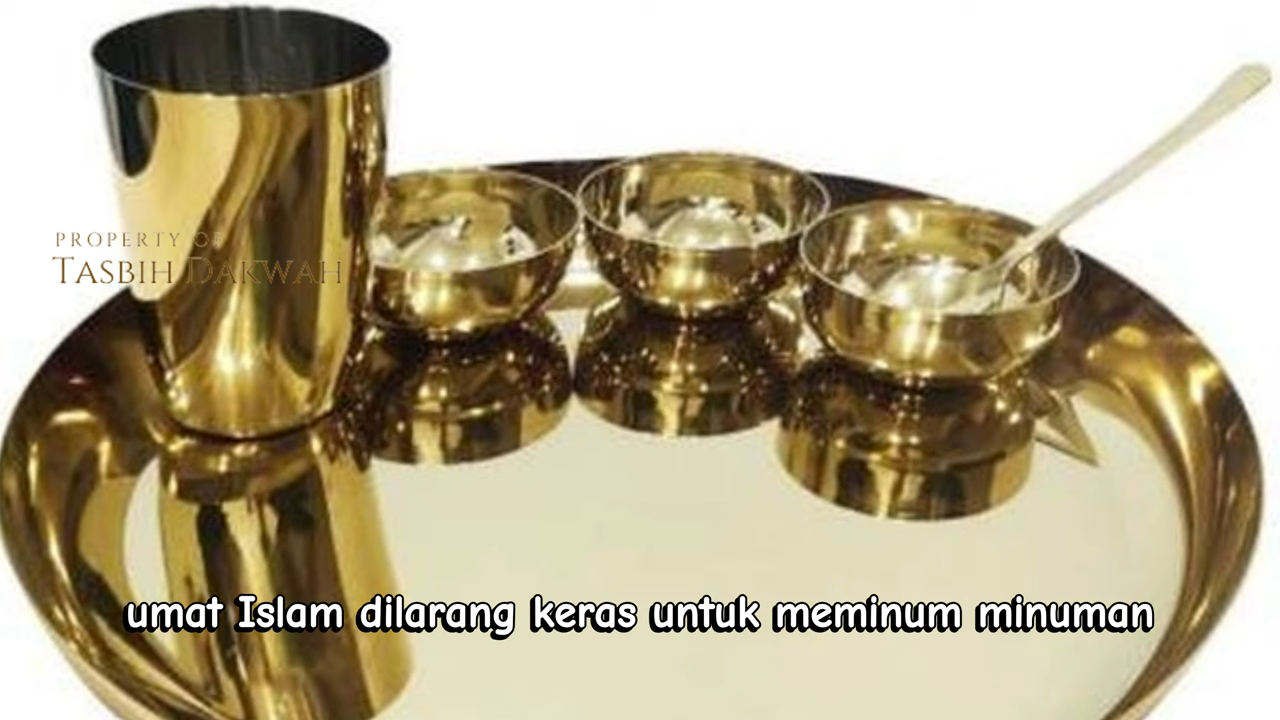 PROPERTY OF
TASBIH DAKWAH
umat Islam dilarang keras untuk meminum minuman